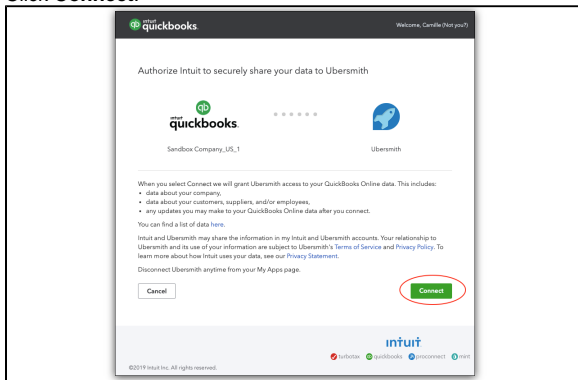 Click Connect.
intuit
quickbooks.
Welcome, Camille (Not you?)
Authorize Intuit to securely share your data to Ubersmith
intuit
quickbooks.
Sandbox Company_US_1
Ubersmith
When you select Connect we will grant Ubersmith access to your QuickBooks Online data. This includes:
• data about your company,
• data about your customers, suppliers, and/or employees,
• any updates you may make to your QuickBooks Online data after you connect.
You can find a list of data here.
Intuit and Ubersmith may share the information in my Intuit and Ubersmith accounts. Your relationship to
Ubersmith and its use of your information are subject to Ubersmith's Terms of Service and Privacy Policy. To
learn more about how Intuit uses your data, see our Privacy Statement.
Disconnect Ubersmith anytime from your My Apps page.
Cancel
Connect
intuit
turbotax quickbooks proconnect mint
©2019 Intuit Inc. All rights reserved.